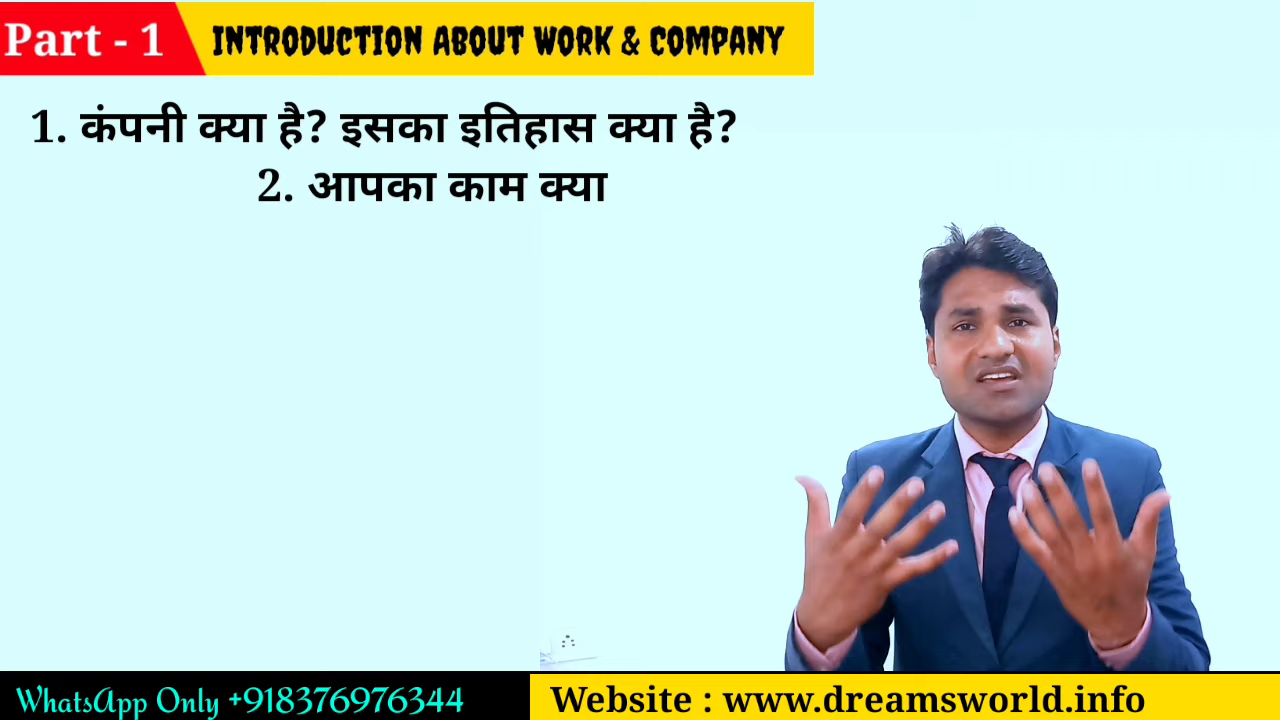 Part - 1 INTRODUCTION ABOUT WORK & COMPANY
1. कंपनी क्या है? इसका इतिहास क्या है?
2. आपका काम क्या
WhatsApp Only +918376976344 Website : www.dreamsworld.info